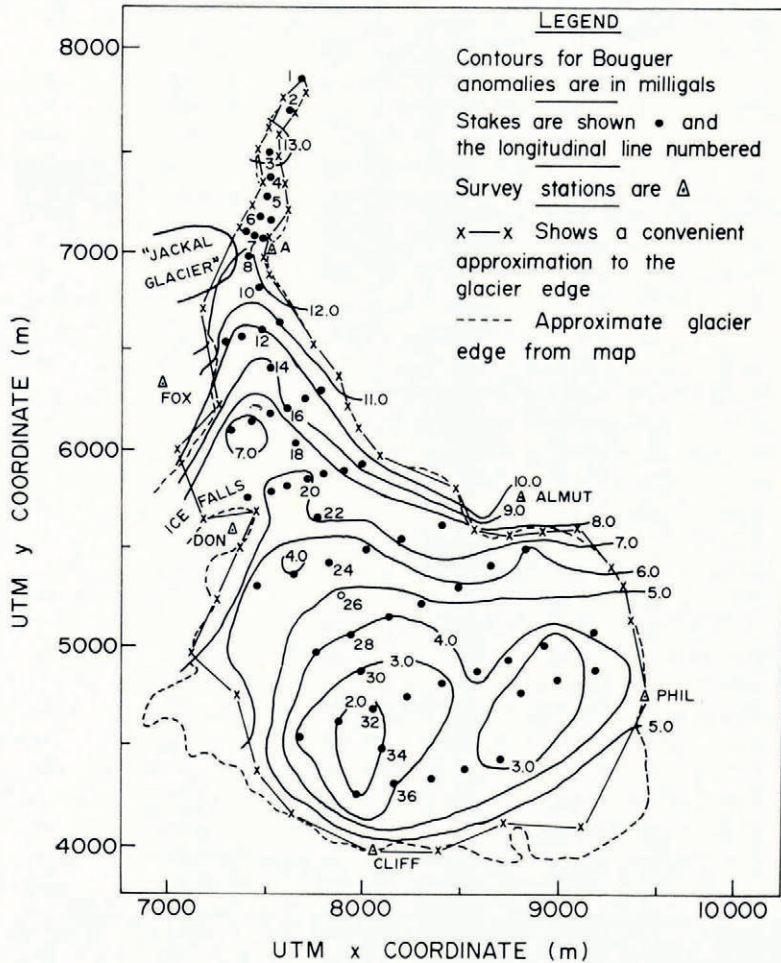 LEGEND
Contours for Bouguer
anomalies are in milligals
Stakes are shown • and
the longitudinal line numbered
Survey stations are △
x—x Shows a convenient
approximation to the
glacier edge
---- Approximate glacier
edge from map
8000
7000
6000
5000
4000
UTM y COORDINATE (m)
1
2
13.0
3
4
5
6
7
A
"JACKAL
GLACIER"
8
10
12.0
12
14
11.0
FOX
16
7.0
18
10.0
9.0
ALMUT
ICE FALLS
20
8.0
DON
22
7.0
4.0
24
6.0
26
5.0
28
4.0
30
3.0
2.0
32
PHIL
5.0
34
3.0
36
CLIFF
7000
8000
9000
10000
UTM x COORDINATE (m)